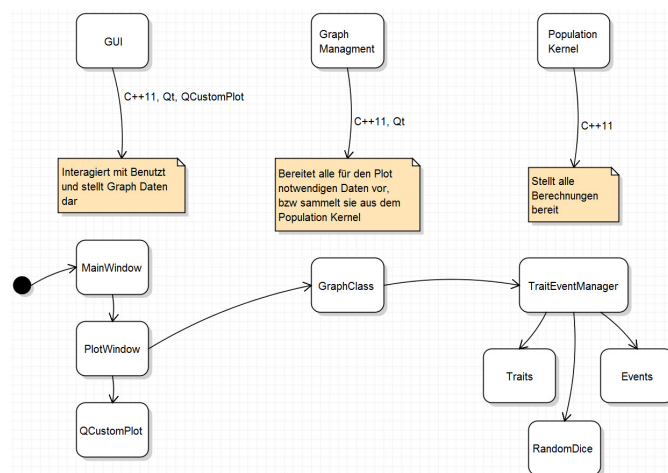 GUI
Graph
Managment
Population
Kernel
C++11, Qt, QCustomPlot
C++11, Qt
C++11
Interagiert mit Benutzt
und stellt Graph Daten
dar
Bereitet alle für den Plot
notwendigen Daten vor,
bzw sammelt sie aus dem
Population Kernel
Stellt alle
Berechnungen
bereit
MainWindow
GraphClass
TraitEventManager
PlotWindow
Traits
Events
QCustomPlot
RandomDice